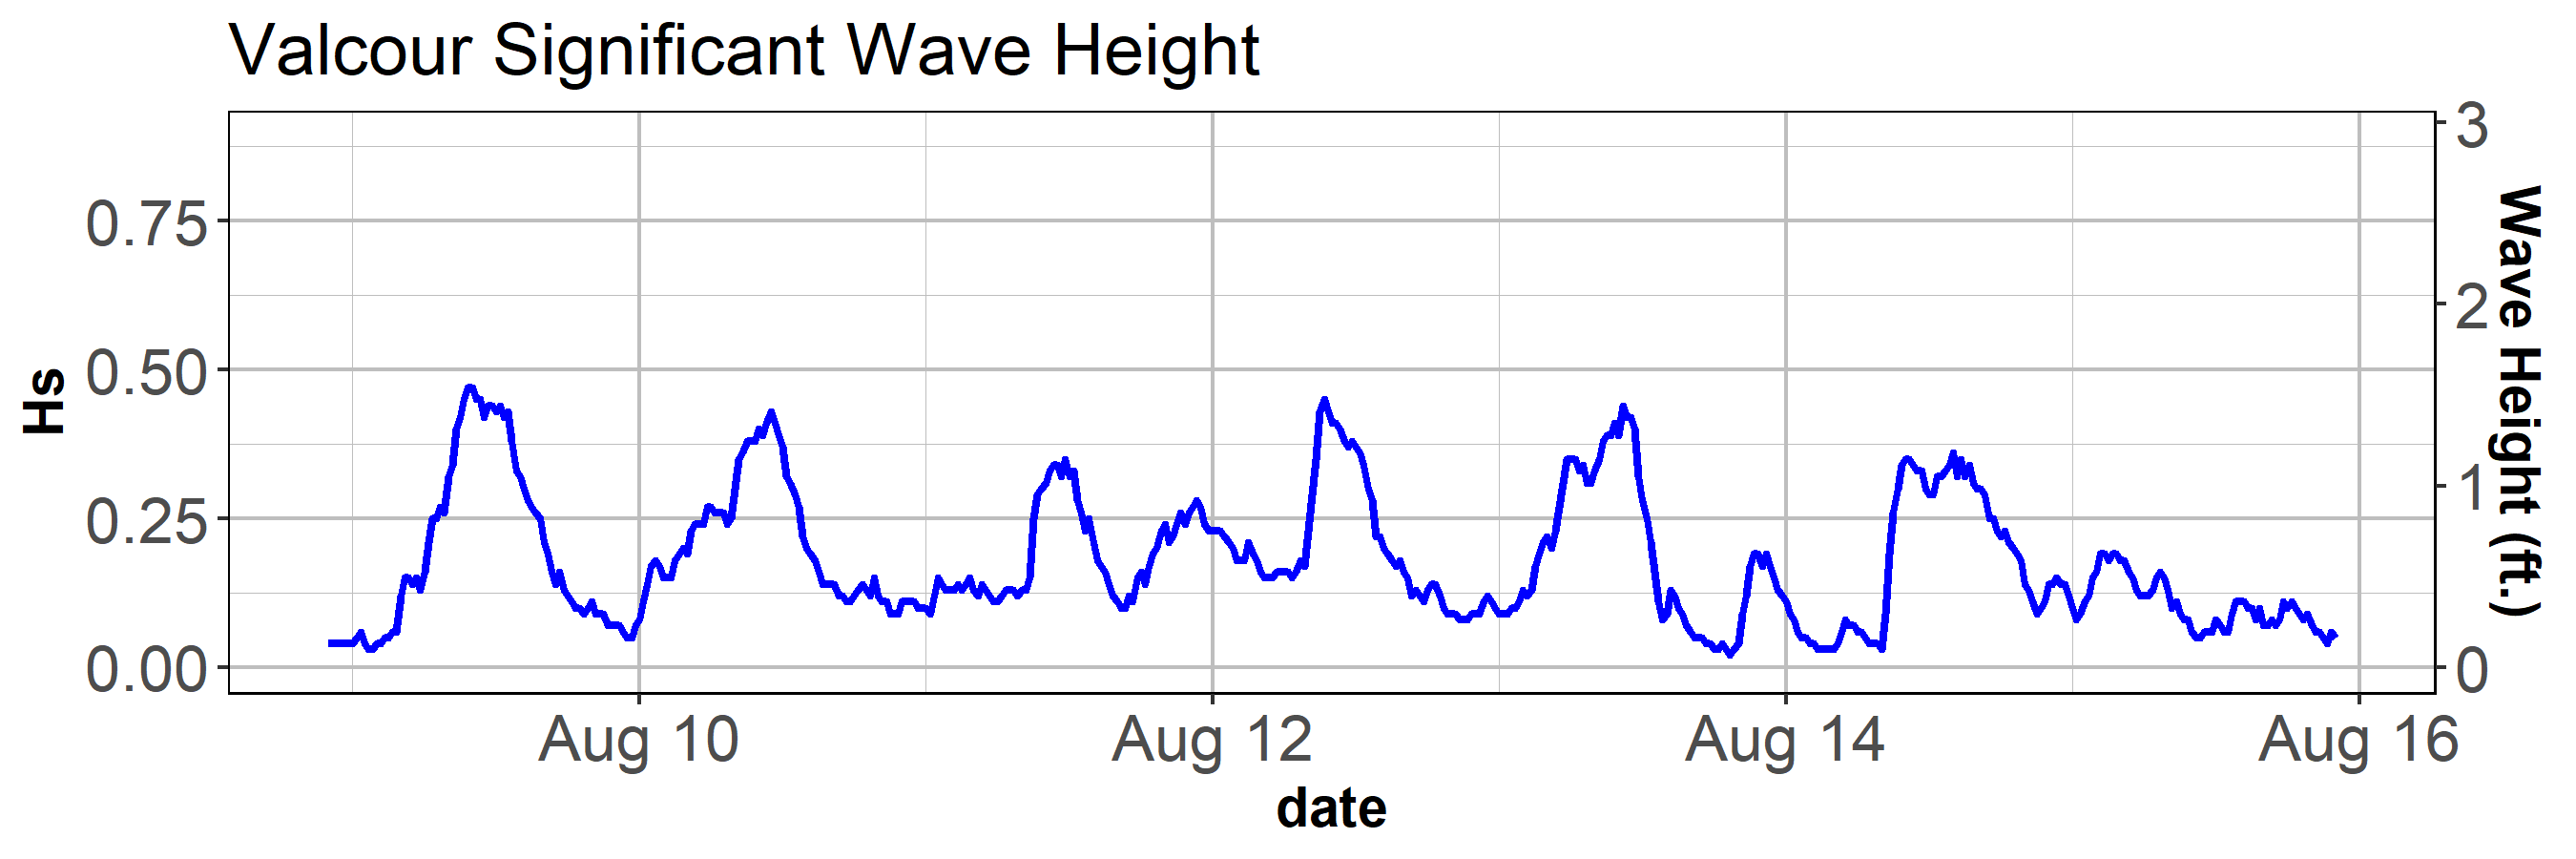 Valcour Significant Wave Height
Hs
0.75
0.50
0.25
0.00
3
2
1
0
Wave Height (ft.)
Aug 10
Aug 12
Aug 14
Aug 16
date